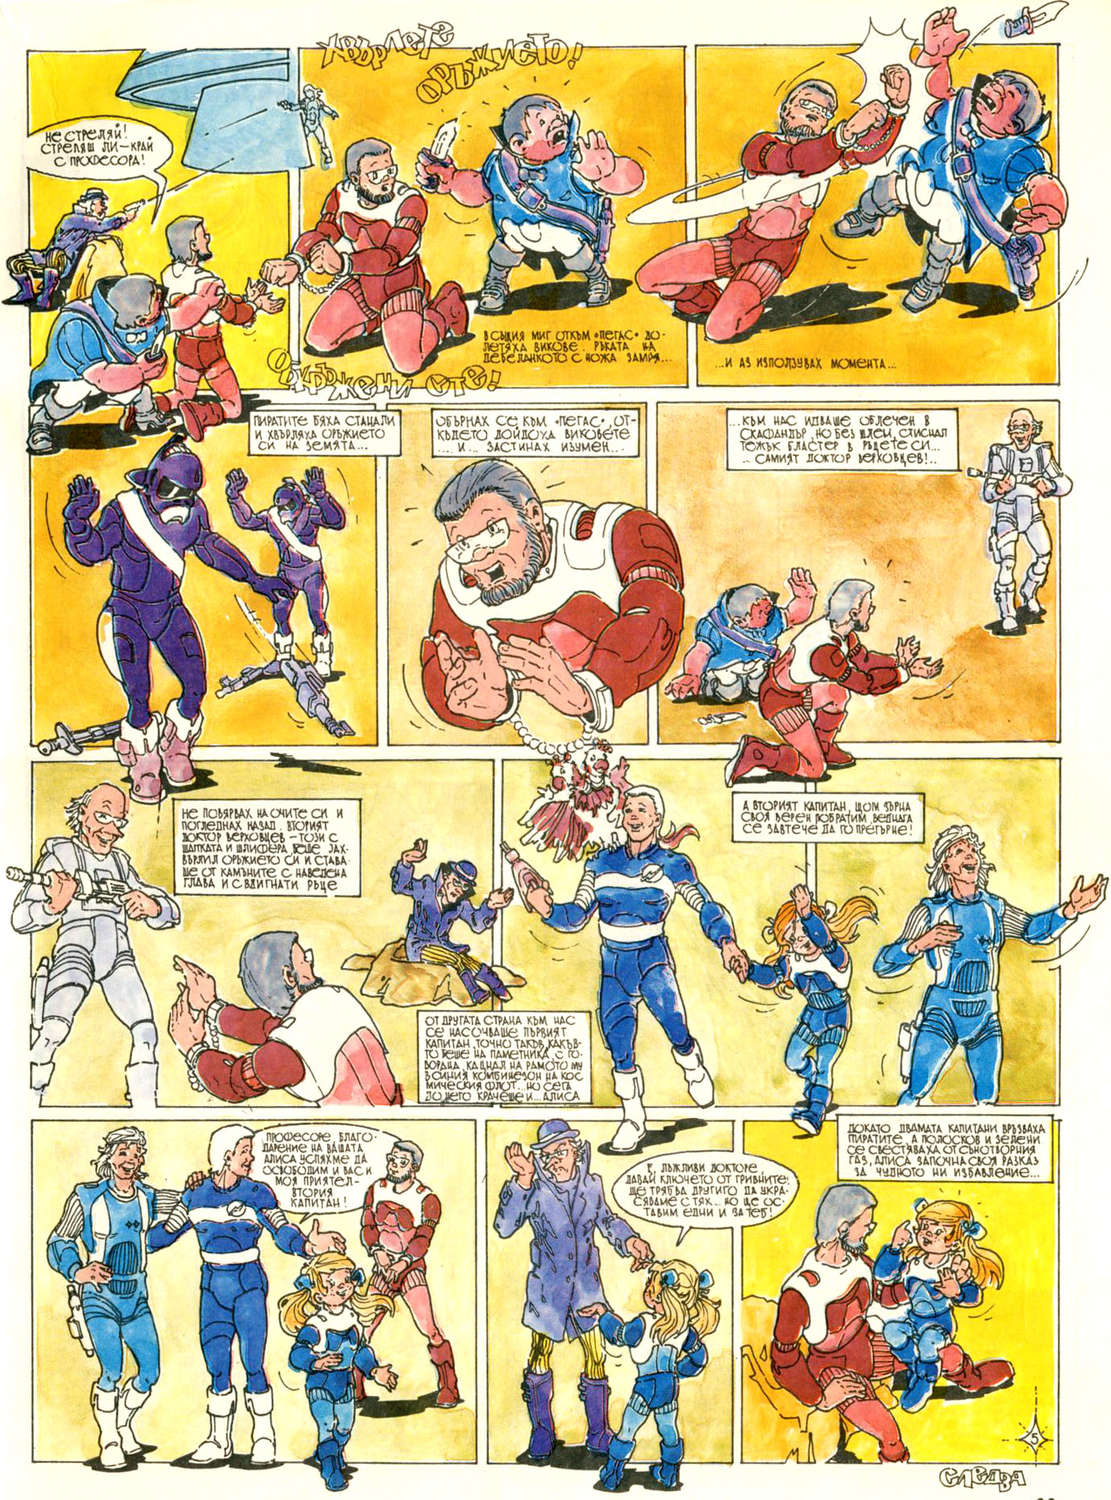 ХВЪРЛЕТЕ
ОРЪЖИЕТО!
НЕ СТРЕЛЯЙ!
СТРЕЛЯШ ЛИ-КРАЙ
С ПРОФЕСОРА!
В СЪЩИЯ МИГ ОТКЪМ «ПЕГАС» ДО-
ЛЕТЯХА ВИКОВЕ. РЪКАТА НА
ДЕБЕЛАНКОТО С НОЖА ЗАМРЯ...
ОБКРЪЖЕНИ СТЕ!
...И АЗ ИЗПОЛЗУВАХ МОМЕНТА...
ПИРАТИТЕ БЯХА СТАНАЛИ
И ХВЪРЛЯХА ОРЪЖИЕТО
СИ НА ЗЕМЯТА...
ОБЪРНАХ СЕ КЪМ «ПЕГАС», ОТ-
КЪДЕТО ДОЙДОХА ВИКОВЕТЕ
....И... ЗАСТИНАХ ИЗУМЕН...
...КЪМ НАС ИДВАШЕ ОБЛЕЧЕН В
СКАФАНДЪР, НО БЕЗ ШЛЕМ, СТИСНАЛ
ТЕЖЪК БЛАСТЕР В РЪЦЕТЕ СИ...
...САМИЯТ ДОКТОР ВЕРХОВЦЕВ!..
НЕ ПОВЯРВАХ НА ОЧИТЕ СИ И
ПОГЛЕДНАХ НАЗАД. ВТОРИЯТ
ДОКТОР ВЕРХОВЦЕВ - ТОЗИ С
ШАПКАТА И ШЛИФЕРА, БЕШЕ ЗАХ-
ВЪРЛИЛ ОРЪЖИЕТО СИ И СТАВА-
ШЕ ОТ КАМЪНИТЕ С НАВЕДЕНА
ГЛАВА И С ВДИГНАТИ РЪЦЕ
ОТ ДРУГАТА СТРАНА КЪМ НАС
СЕ НАСОЧВАШЕ ПЪРВИЯТ
КАПИТАН, ТОЧНО ТАКЪВ, КАКЪВ-
ТО БЕШЕ НА ПАМЕТНИКА, С ГО-
ВОРДНА, КАЦНАЛ НА РАМОТО МУ
В СИНИЯ КОМБИНЕЗОН НА КОС-
МИЧЕСКИЯ ФЛОТ...НО СЕГА
ДО НЕГО КРАЧЕШЕ И... АЛИСА
А ВТОРИЯТ КАПИТАН, ЩОМ ЗЪРНА
СВОЯ ВЕРЕН ПОБРАТИМ, ВЕДНАГА
СЕ ЗАВТЕЧЕ ДА ГО ПРЕГЪРНЕ!
ПРОФЕСОРЕ, БЛАГО-
ДАРЕНИЕ НА ВАШАТА
АЛИСА УСПЯХМЕ ДА
ОСВОБОДИМ И ВАС И
МОЯ ПРИЯТЕЛ-
ВТОРИЯ
КАПИТАН!
Е, ЛЪЖЛИВИ ДОКТОРЕ,
ДАВАЙ КЛЮЧЕТО ОТ ГРИВНИТЕ;
ЩЕ ТРЯБВА ДРУГИГО ДА УКРА-
СЯВАМЕ С ТЯХ... НО ЩЕ ОС-
ТАВИМ ЕДНИ И ЗА ТЕБ!
ДОКАТО ДВАМАТА КАПИТАНИ ВРЪЗВАХА
ПИРАТИТЕ, А ПОЛОСКОВ И ЗЕЛЕНИ
СЕ СВЕСТЯВАХА ОТ СЪНОТВОРНИЯ
ГАЗ, АЛИСА ЗАПОЧНА СВОЯ РАЗКАЗ
ЗА ЧУДНОТО НИ ИЗБАВЛЕНИЕ...
5
СЛЕДВА